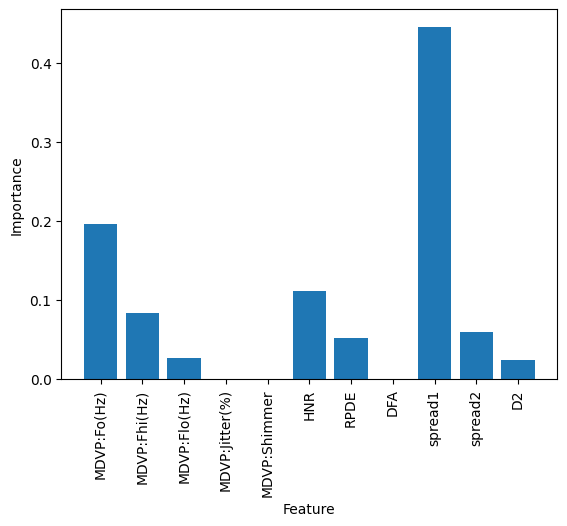 Importance
0.4
0.3
0.2
0.1
0.0
MDVP:Fo(Hz)
MDVP:Fhi(Hz)
MDVP:Flo(Hz)
MDVP:Jitter(%)
MDVP:Shimmer
HNR
RPDE
DFA
spread1
spread2
D2
Feature